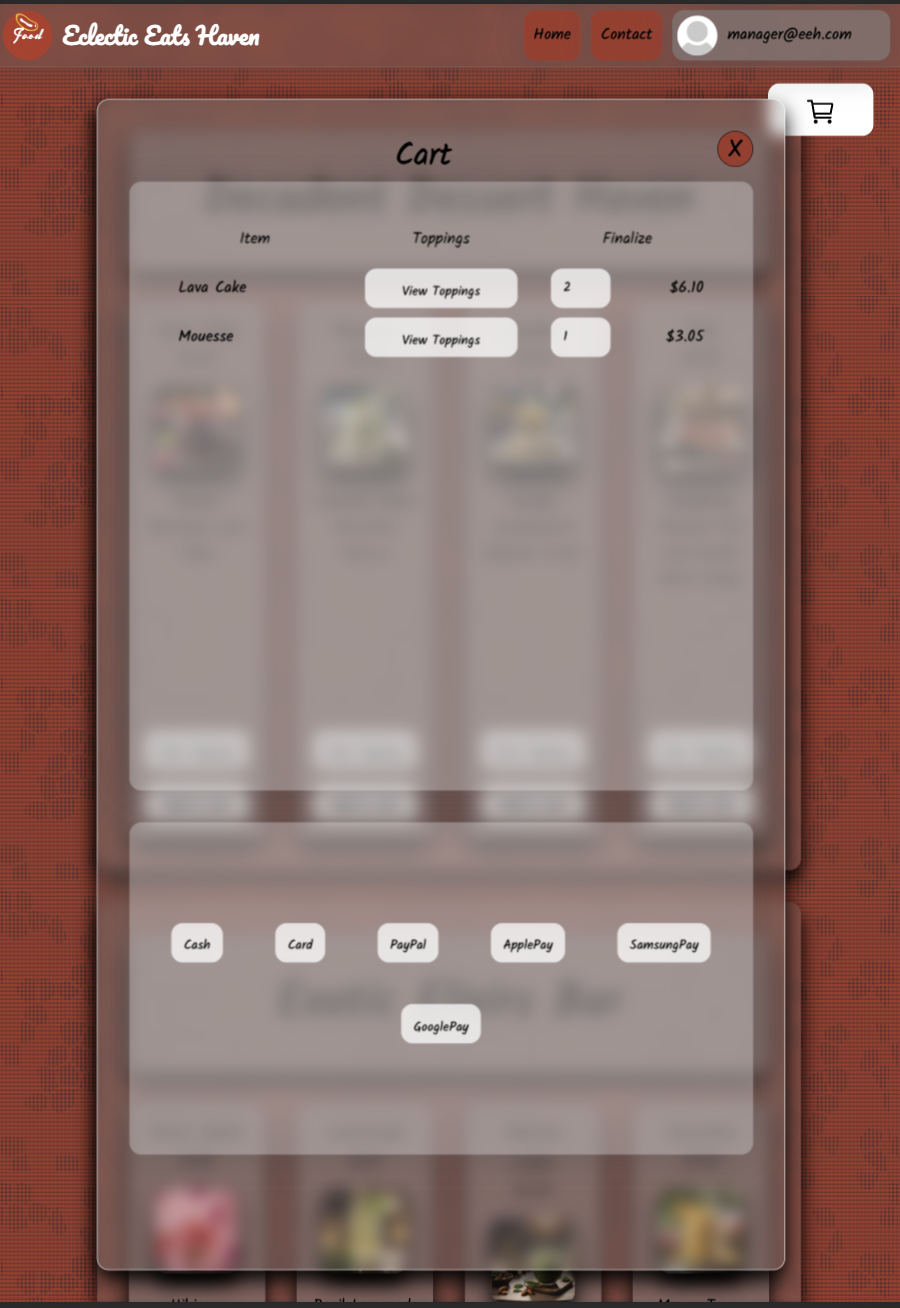 Food
Eclectic Eats Haven
Home
Contact
manager@eeh.com
Cart
X
Item
Toppings
Finalize
Lava Cake
View Toppings
2
$6.10
Mouesse
View Toppings
1
$3.05
Cash
Card
PayPal
ApplePay
SamsungPay
GooglePay